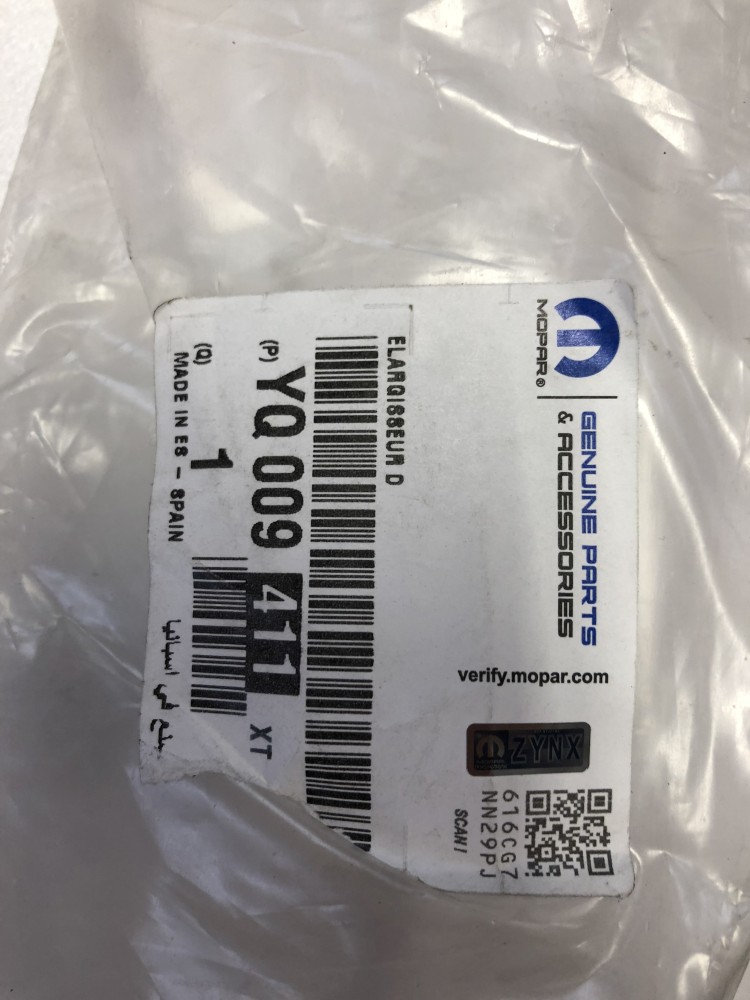 MOPAR®
GENUINE PARTS
& ACCESSORIES
verify.mopar.com
ZYNX
616CG7
NN29PJ
SCAN!
ELARGISSEUR D
(P) YQ 009 411 XT
(Q) 1
MADE IN ES - SPAIN
في اسبانيا